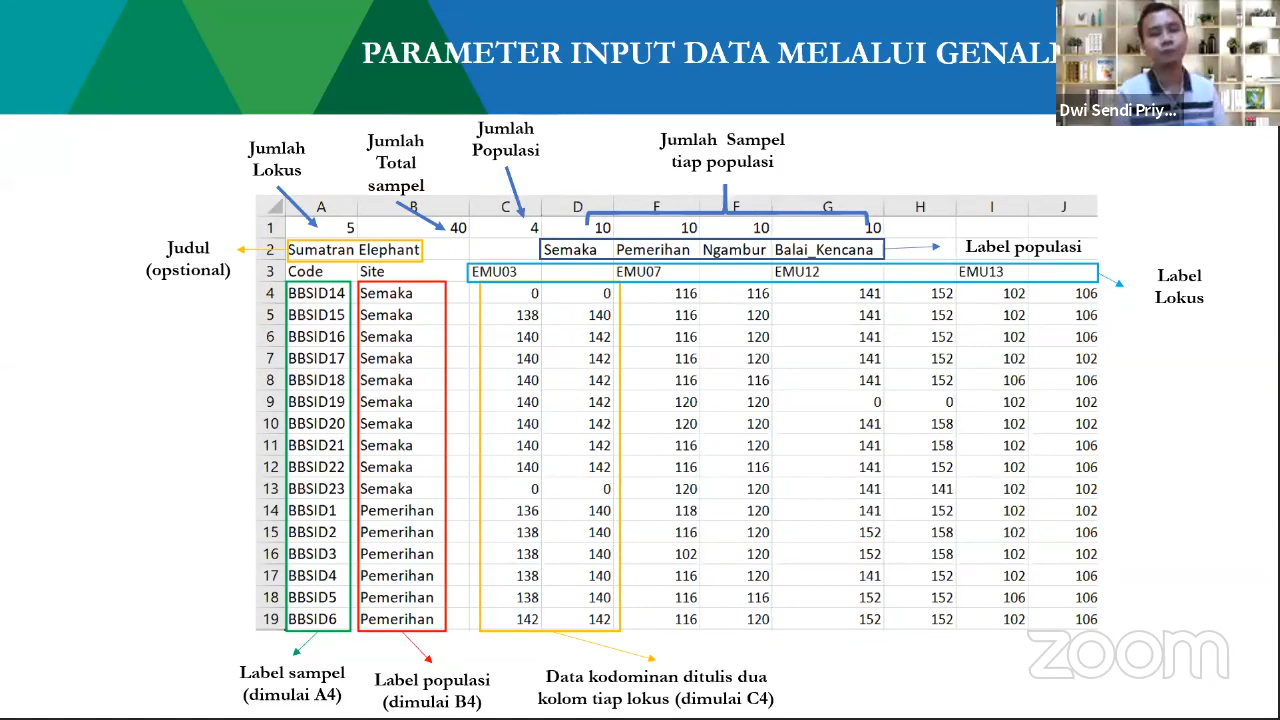 PARAMETER INPUT DATA MELALUI GENALE
Dwi Sendi Priy...
Jumlah
Lokus
Jumlah
Total
sampel
Jumlah
Populasi
Jumlah Sampel
tiap populasi
A B C D E F G H I J
1 5 40 4 10 10 10 10
2 Sumatran Elephant Semaka Pemerihan Ngambur Balai_Kencana
3 Code Site EMU03 EMU07 EMU12 EMU13
4 BBSID14 Semaka 0 0 116 116 141 152 102 106
5 BBSID15 Semaka 138 140 116 120 141 152 102 106
6 BBSID16 Semaka 140 142 116 120 141 152 102 106
7 BBSID17 Semaka 140 142 116 120 141 152 102 102
8 BBSID18 Semaka 140 142 116 116 141 152 106 106
9 BBSID19 Semaka 140 142 120 120 0 0 102 102
10 BBSID20 Semaka 140 142 120 120 141 158 102 106
11 BBSID21 Semaka 140 142 116 120 141 158 102 106
12 BBSID22 Semaka 140 142 116 116 141 152 102 106
13 BBSID23 Semaka 0 0 120 120 141 141 102 102
14 BBSID1 Pemerihan 136 140 118 120 141 152 102 106
15 BBSID2 Pemerihan 138 140 116 120 152 158 102 106
16 BBSID3 Pemerihan 138 140 102 120 152 158 102 102
17 BBSID4 Pemerihan 138 140 116 120 141 152 102 106
18 BBSID5 Pemerihan 138 140 116 116 152 152 106 106
19 BBSID6 Pemerihan 142 142 116 120 152 152 102 106
Judul
(opstional)
Label populasi
Label
Lokus
Label sampel
(dimulai A4)
Label populasi
(dimulai B4)
Data kodominan ditulis dua
kolom tiap lokus (dimulai C4)
zoom